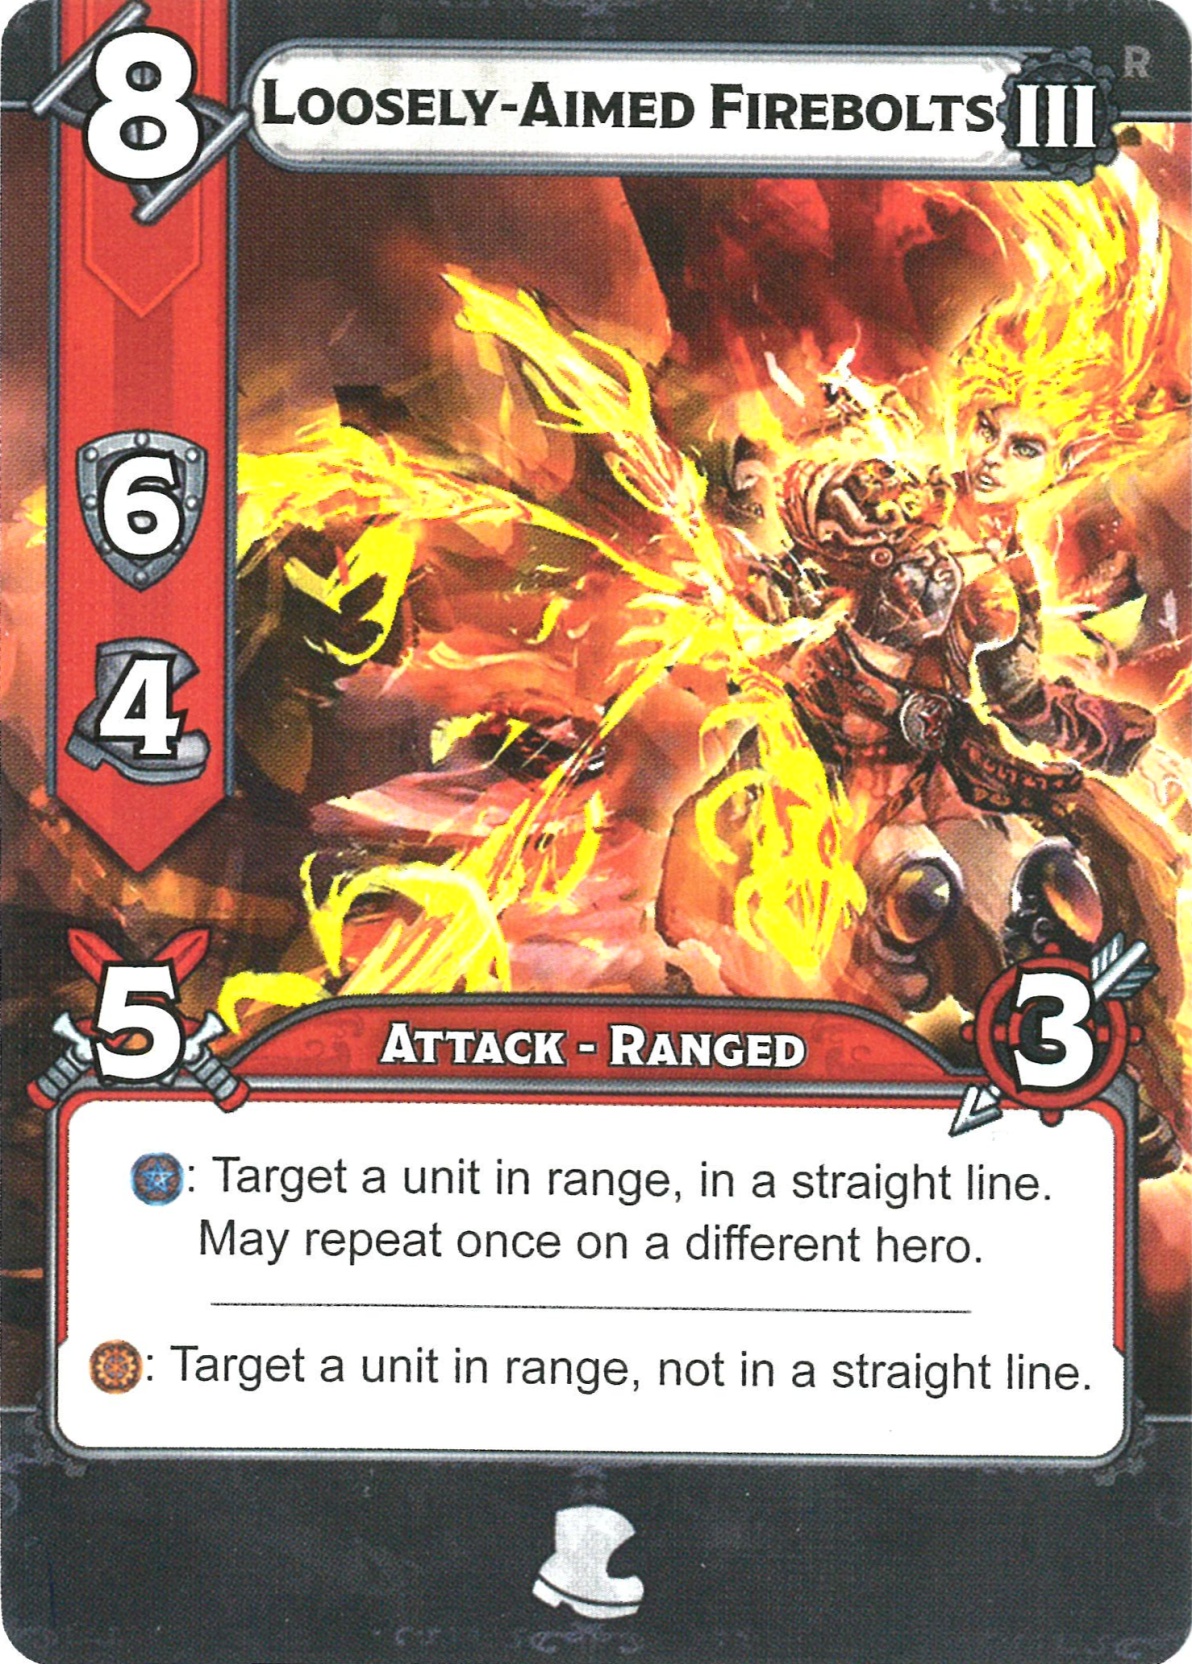 8
LOOSELY-AIMED FIREBOLTS
III
R
6
4
5
ATTACK - RANGED
3
: Target a unit in range, in a straight line.
May repeat once on a different hero.
: Target a unit in range, not in a straight line.